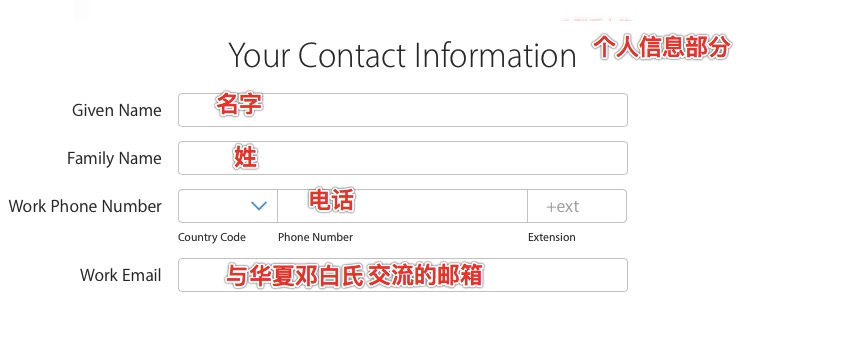 Your Contact Information 个人信息部分
Given Name 名字
Family Name 姓
Work Phone Number 电话 +ext
Country Code Phone Number Extension
Work Email 与华夏邓白氏 交流的邮箱